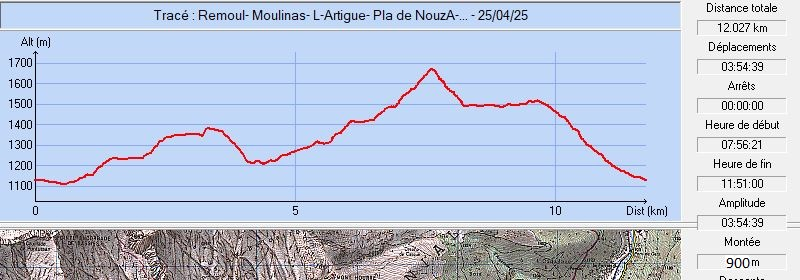 Tracé : Remoul- Moulinas- L-Artigue- Pla de NouzA-... - 25/04/25
Alt (m)
1700
1600
1500
1400
1300
1200
1100
0
5
10
Dist (km)
Distance totale
12.027 km
Déplacements
03:54:39
Arrêts
00:00:00
Heure de début
07:56:21
Heure de fin
11:51:00
Amplitude
03:54:39
Montée
900m